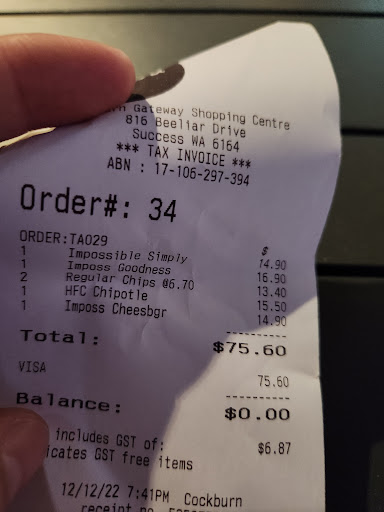 Gateway Shopping Centre
816 Beeliar Drive
Success WA 6164
*** TAX INVOICE ***
ABN : 17-106-297-394
Order#: 34
ORDER:TA029 $
1 Impossible Simply 14.90
1 Imposs Goodness 16.90
2 Regular Chips @6.70 13.40
1 HFC Chipotle 15.50
1 Imposs Cheesbgr 14.90
Total: $75.60
VISA 75.60
Balance: $0.00
includes GST of: $6.87
GST free items
12/12/22 7:41PM Cockburn
receipt no